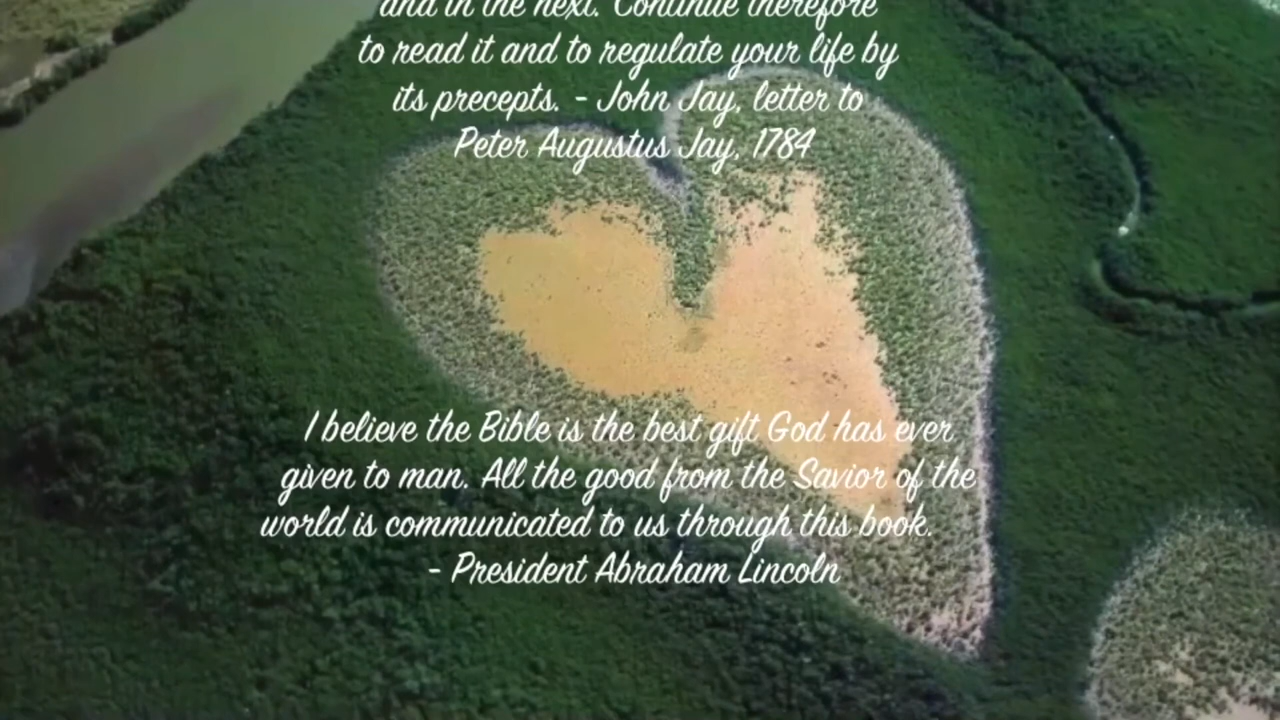 and in the next. Continue therefore
to read it and to regulate your life by
its precepts. - John Jay, letter to
Peter Augustus Jay, 1784
I believe the Bible is the best gift God has ever
given to man. All the good from the Savior of the
world is communicated to us through this book.
- President Abraham Lincoln